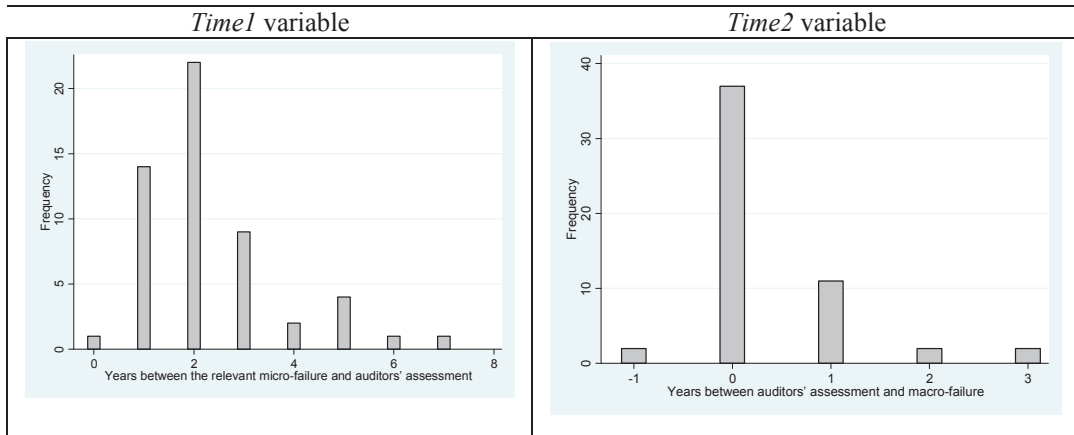 Time1 variable
Time2 variable
Frequency
20
15
10
5
0
0 2 4 6 8
Years between the relevant micro-failure and auditors' assessment
Frequency
40
30
20
10
0
-1 0 1 2 3
Years between auditors' assessment and macro-failure